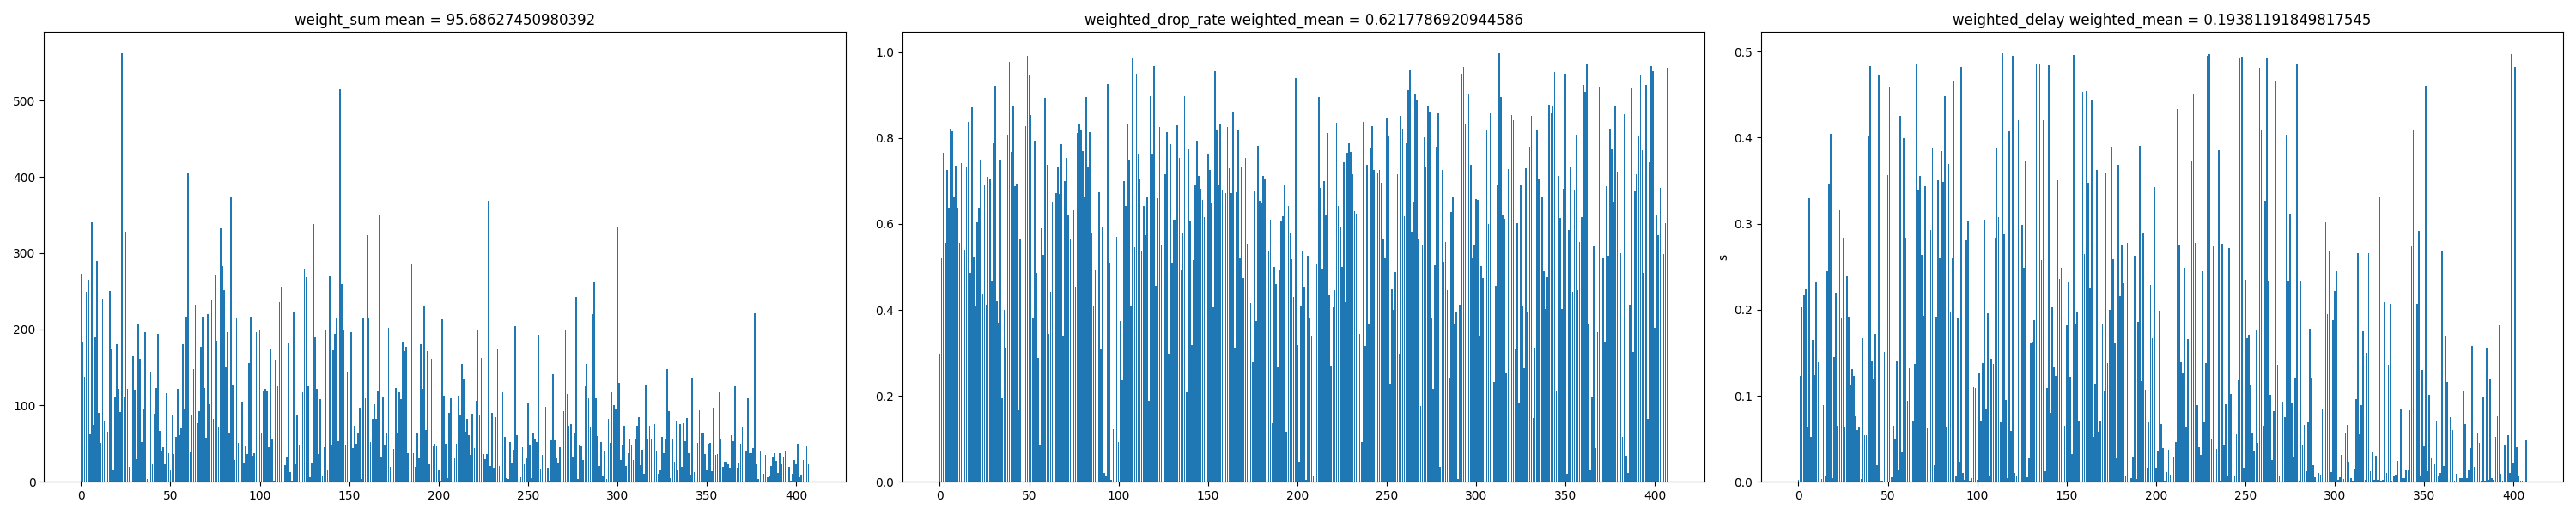 weight_sum mean = 95.68627450980392
500
400
300
200
100
0
0 50 100 150 200 250 300 350 400
weighted_drop_rate weighted_mean = 0.6217786920944586
1.0
0.8
0.6
0.4
0.2
0.0
0 50 100 150 200 250 300 350 400
weighted_delay weighted_mean = 0.19381191849817545
s
0.5
0.4
0.3
0.2
0.1
0.0
0 50 100 150 200 250 300 350 400